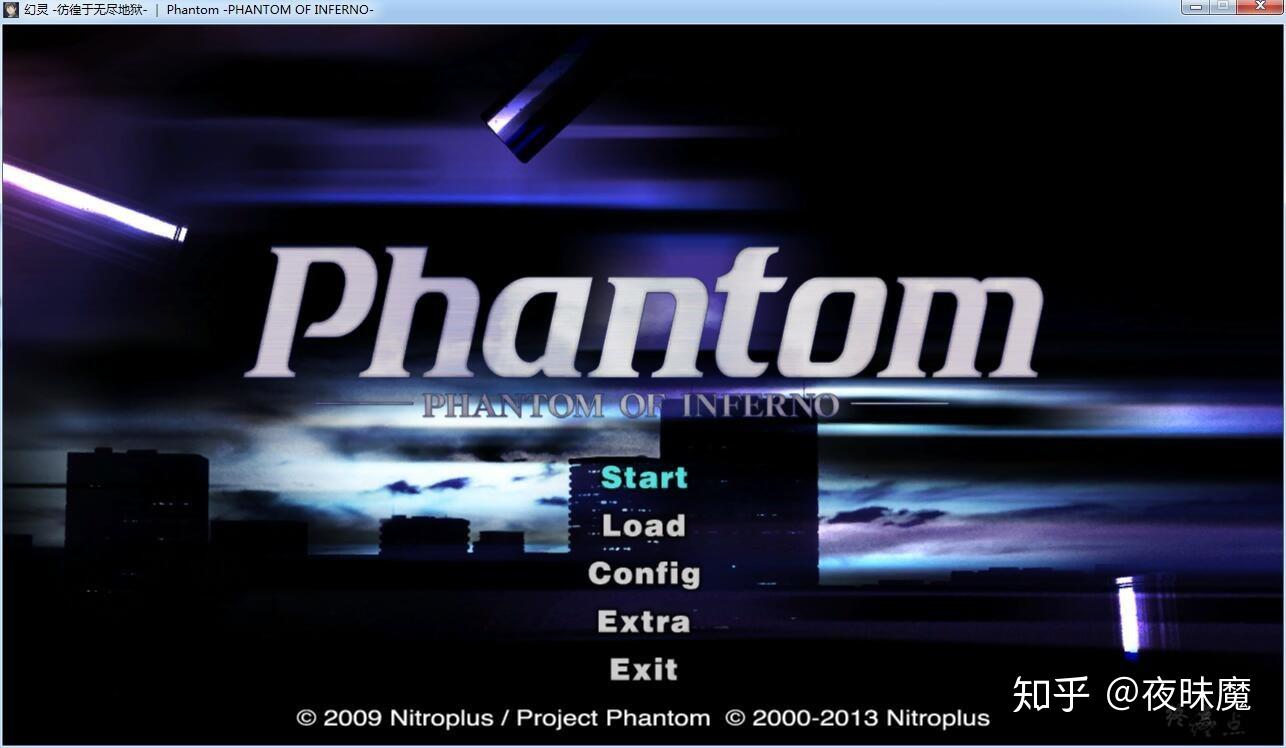 幻灵 -彷徨于无尽地狱- | Phantom -PHANTOM OF INFERNO-
Phantom
PHANTOM OF INFERNO
Start
Load
Config
Extra
Exit
知乎 @夜昧魔
© 2009 Nitroplus / Project Phantom © 2000-2013 Nitroplus